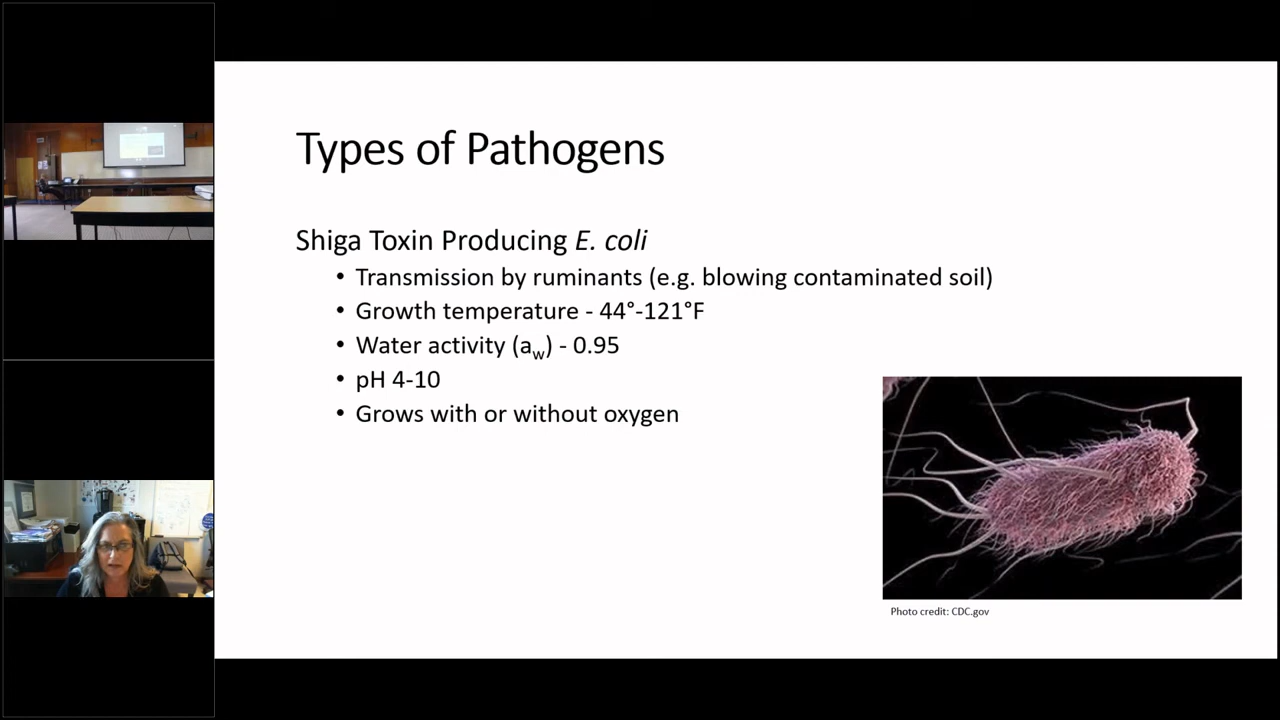 Types of Pathogens
Shiga Toxin Producing E. coli
• Transmission by ruminants (e.g. blowing contaminated soil)
• Growth temperature - 44°-121°F
• Water activity (aw) - 0.95
• pH 4-10
• Grows with or without oxygen
Photo credit: CDC.gov